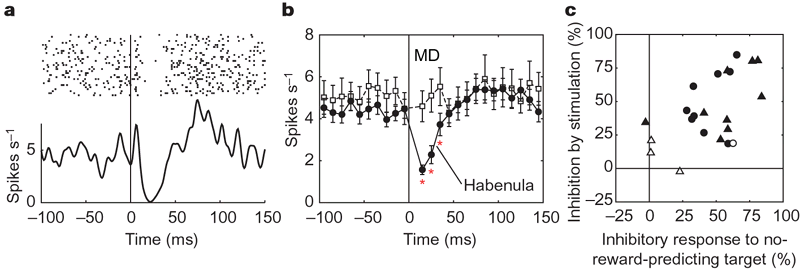 a
Spikes s⁻¹
5
0
−100
−50
0
50
100
150
Time (ms)
b
Spikes s⁻¹
8
6
4
2
0
MD
*
*
*
Habenula
−100
−50
0
50
100
150
Time (ms)
c
Inhibition by stimulation (%)
100
75
50
25
0
−25
−25
0
25
50
75
100
Inhibitory response to no-
reward-predicting target (%)